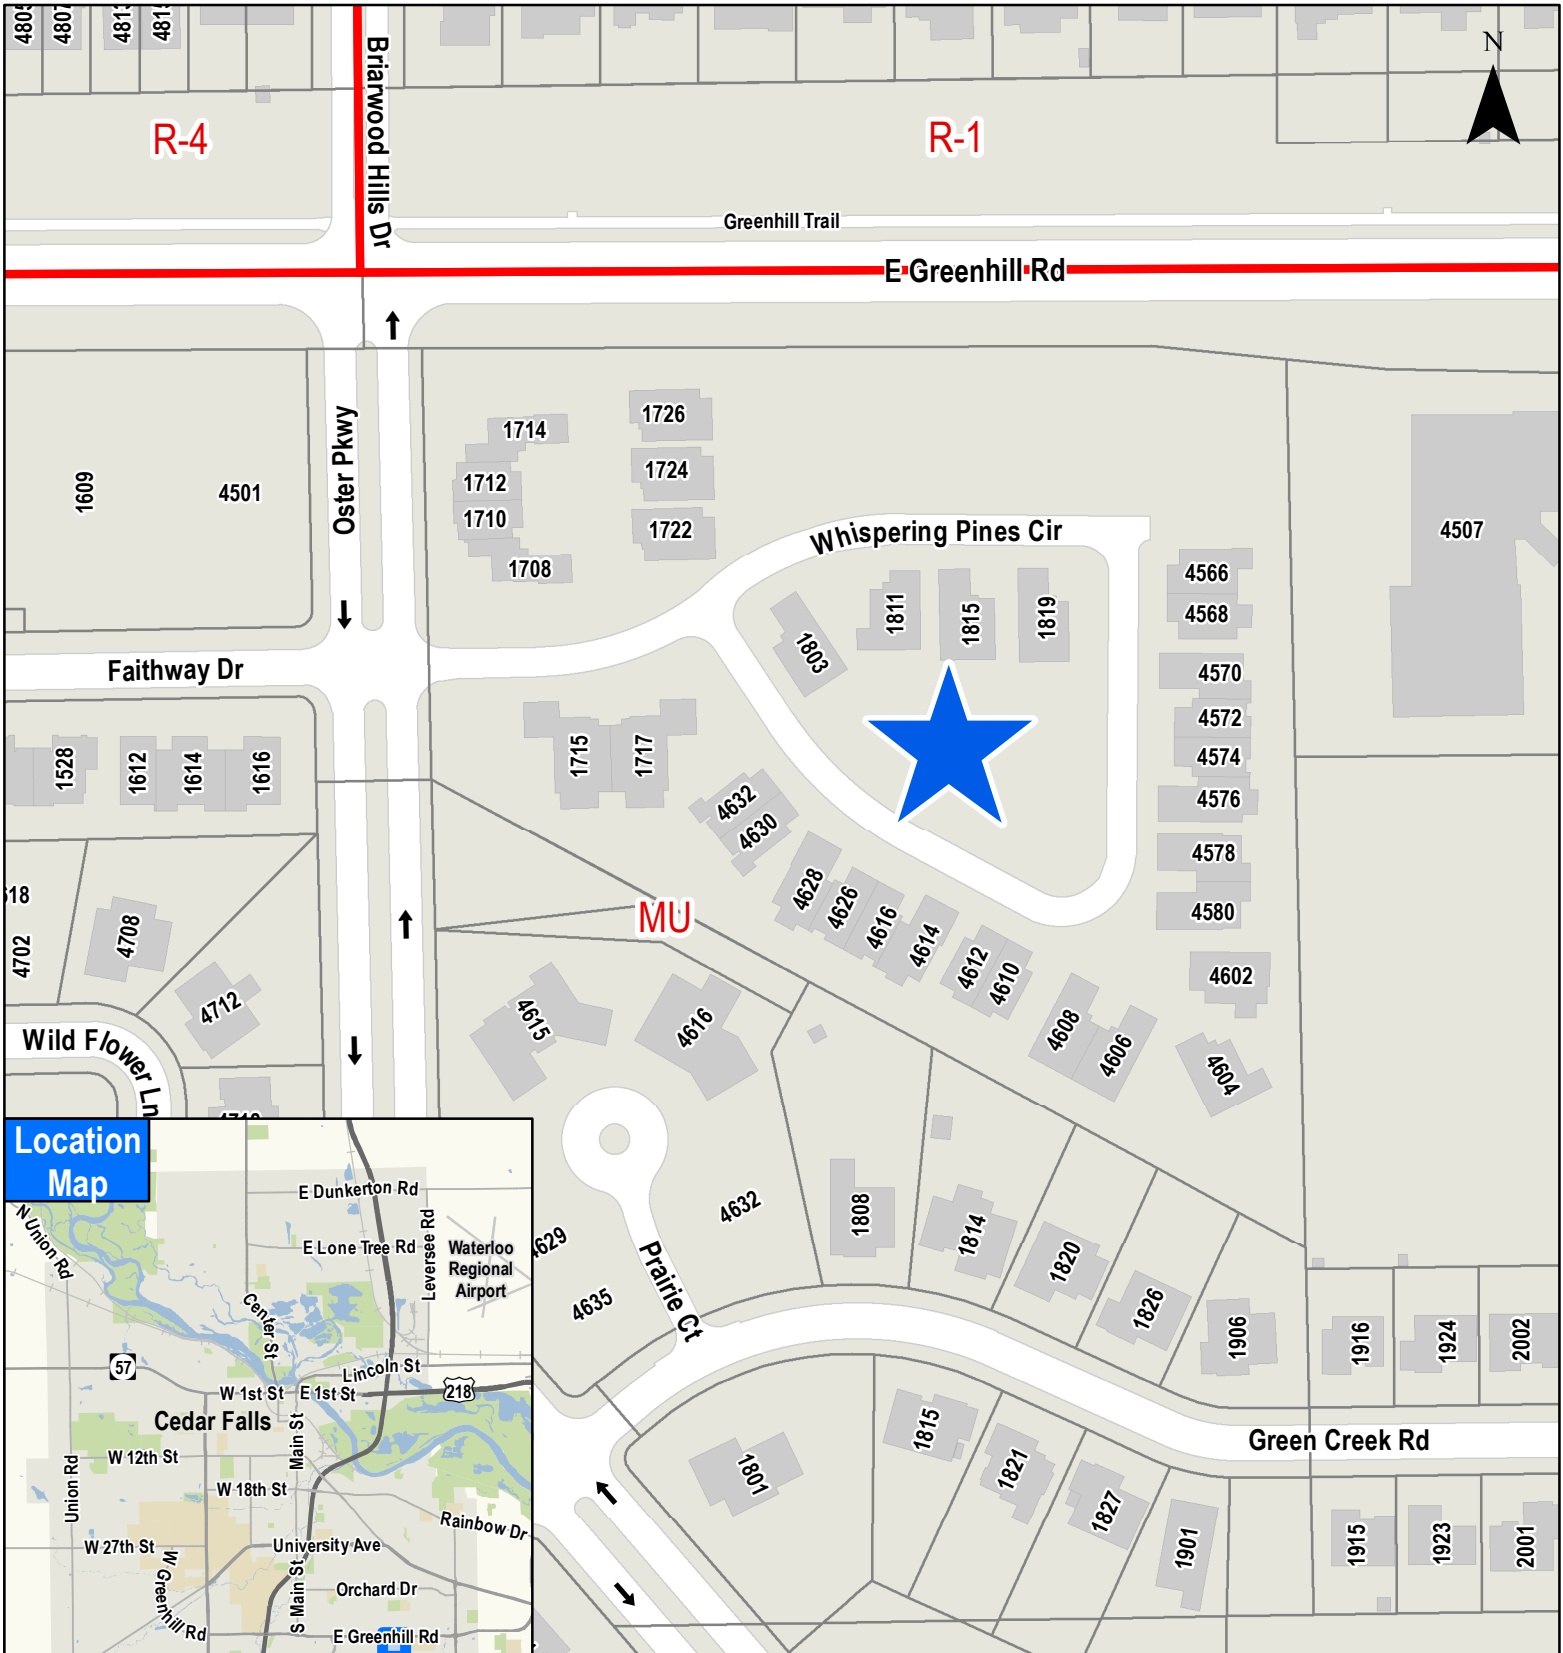 4805
4807
4813
4815
Briarwood Hills Dr
N
R-4
R-1
Greenhill Trail
E Greenhill Rd
1609
4501
Oster Pkwy
1714
1712
1710
1708
1726
1724
1722
Whispering Pines Cir
4507
1803
1811
1815
1819
4566
4568
4570
4572
4574
4576
4578
4580
4602
4604
Faithway Dr
1528
1612
1614
1616
1715
1717
4632
4630
4628
4626
4616
4614
4612
4610
4608
4606
MU
4702
4708
4712
Wild Flower Ln
4615
4616
4632
4629
4635
Prairie Ct
1808
1814
1820
1826
1906
1916
1924
2002
Green Creek Rd
1801
1815
1821
1827
1901
1915
1923
2001
Location
Map
N Union Rd
E Dunkerton Rd
E Lone Tree Rd
Leversee Rd
Waterloo
Regional
Airport
Center St
57
Lincoln St
W 1st St
E 1st St
218
Cedar Falls
Main St
W 12th St
Union Rd
W 18th St
Rainbow Dr
W 27th St
University Ave
W Greenhill Rd
S Main St
Orchard Dr
E Greenhill Rd